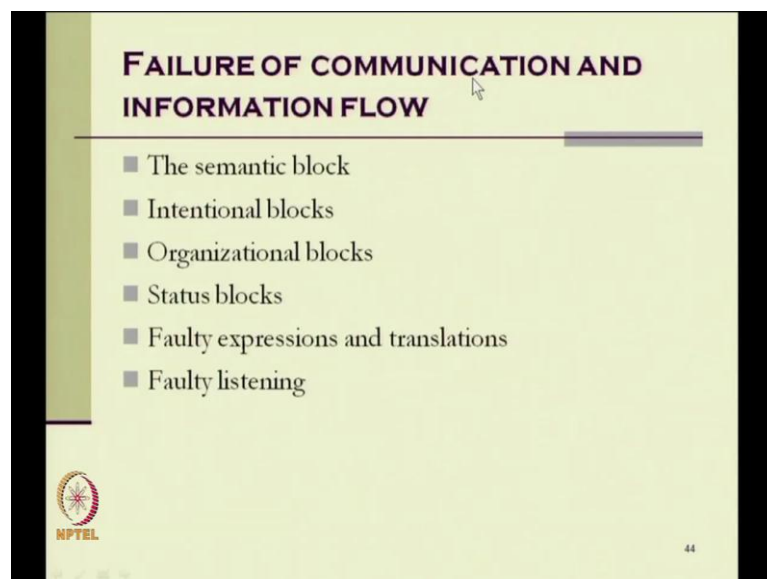 FAILURE OF COMMUNICATION AND
INFORMATION FLOW
The semantic block
Intentional blocks
Organizational blocks
Status blocks
Faulty expressions and translations
Faulty listening
NPTEL
44